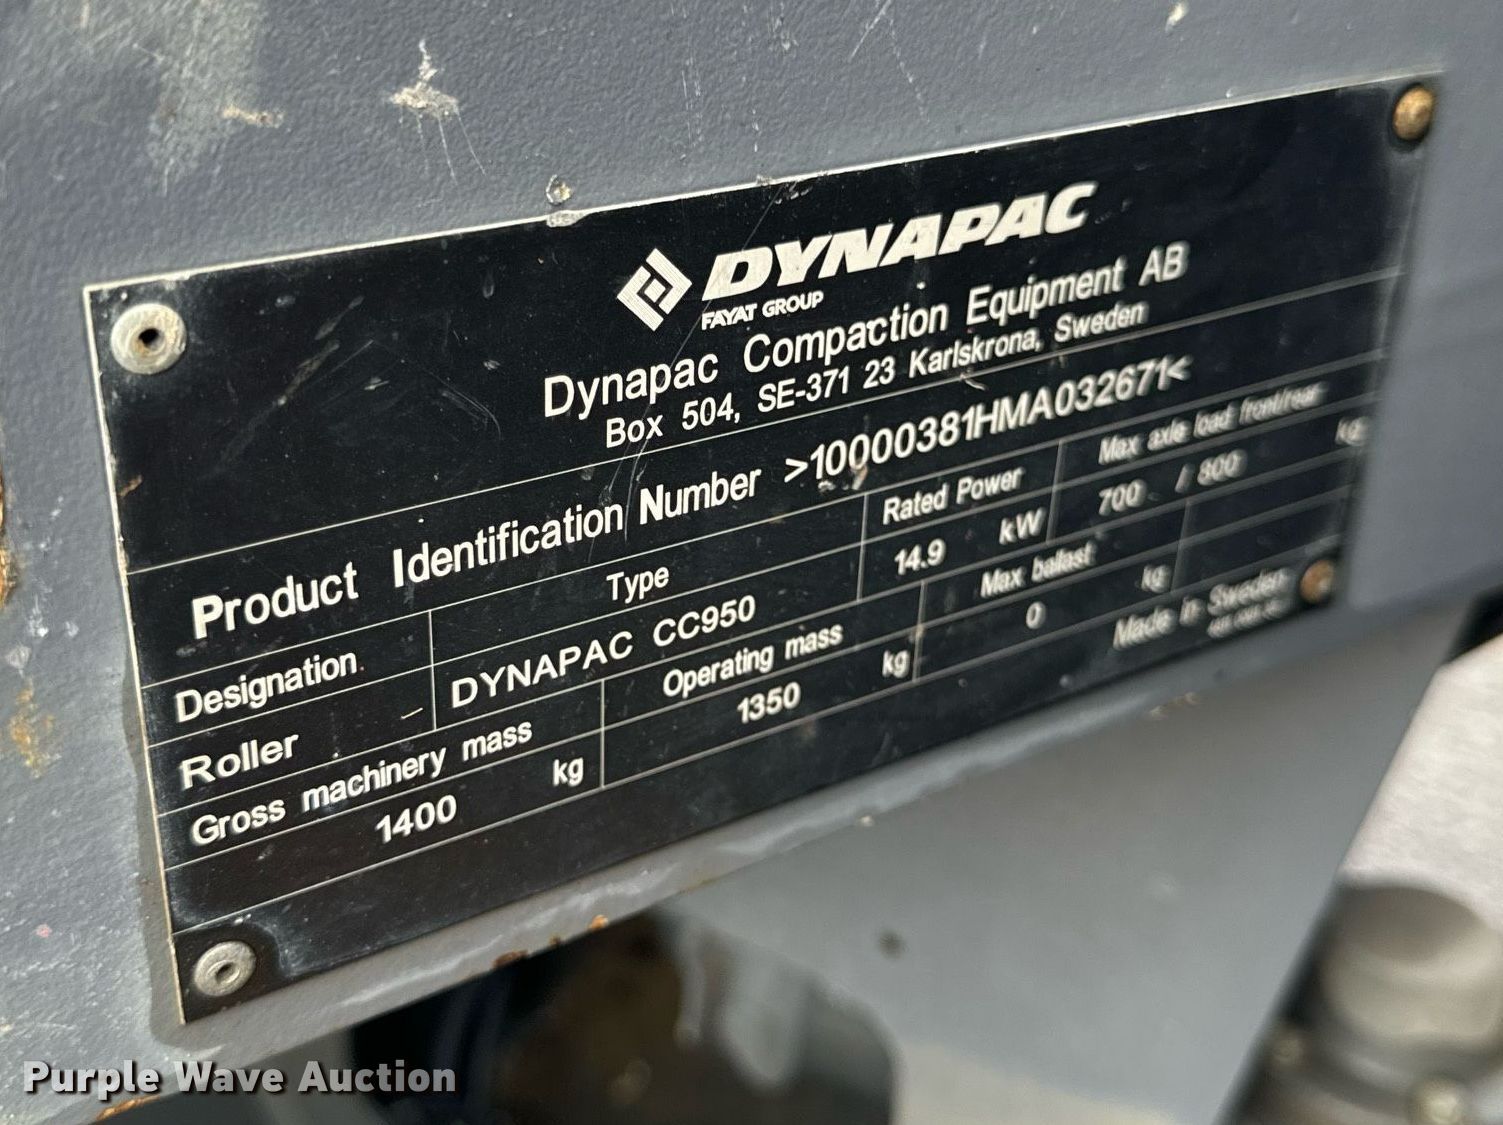 DYNAPAC
FAYAT GROUP
Dynapac Compaction Equipment AB
Box 504, SE-371 23 Karlskrona, Sweden
Product Identification Number >10000381HMA032671<
Designation Type Rated Power Max axle load front/rear
Roller DYNAPAC CC950 14.9 kW 700 / 800 kg
Gross machinery mass Operating mass Max ballast
1400 kg 1350 kg 0 kg
Made in Sweden
Purple Wave Auction